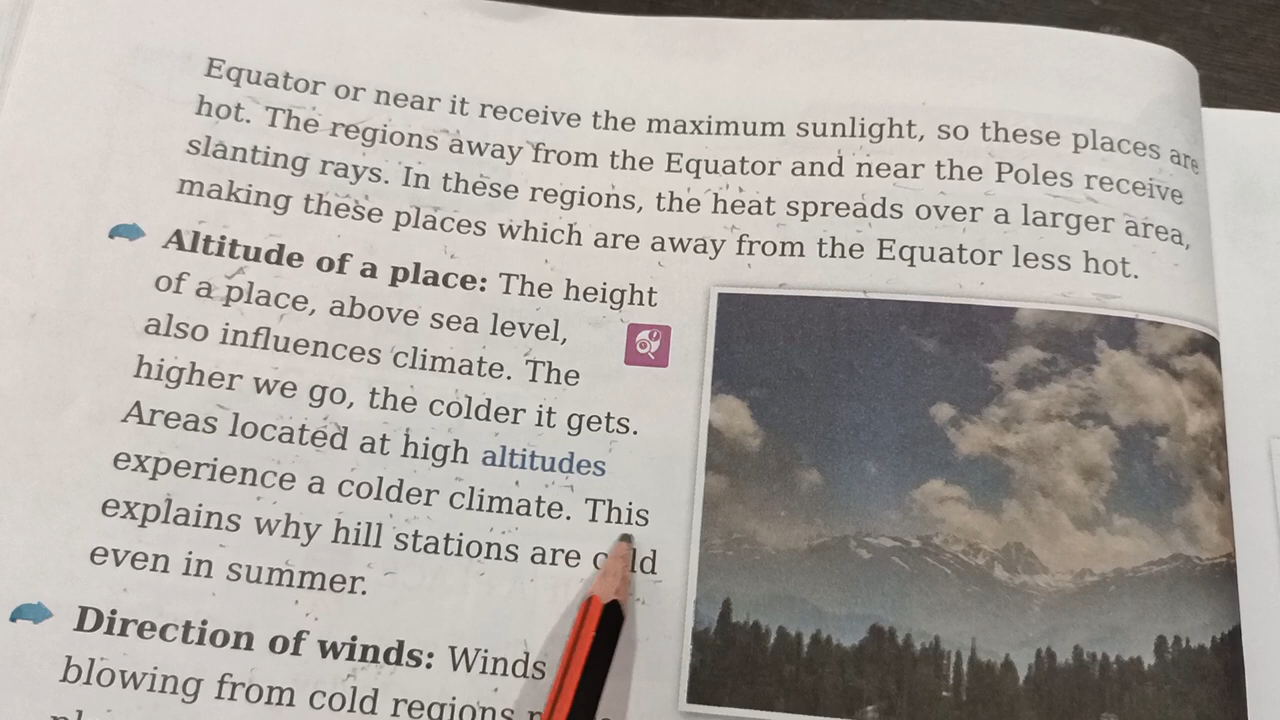 Equator or near it receive the maximum sunlight, so these places are
hot. The regions away from the Equator and near the Poles receive
slanting rays. In these regions, the heat spreads over a larger area,
making these places which are away from the Equator less hot.
Altitude of a place: The height
of a place, above sea level,
also influences climate. The
higher we go, the colder it gets.
Areas located at high altitudes
experience a colder climate. This
explains why hill stations are cold
even in summer.
Direction of winds: Winds
blowing from cold regions